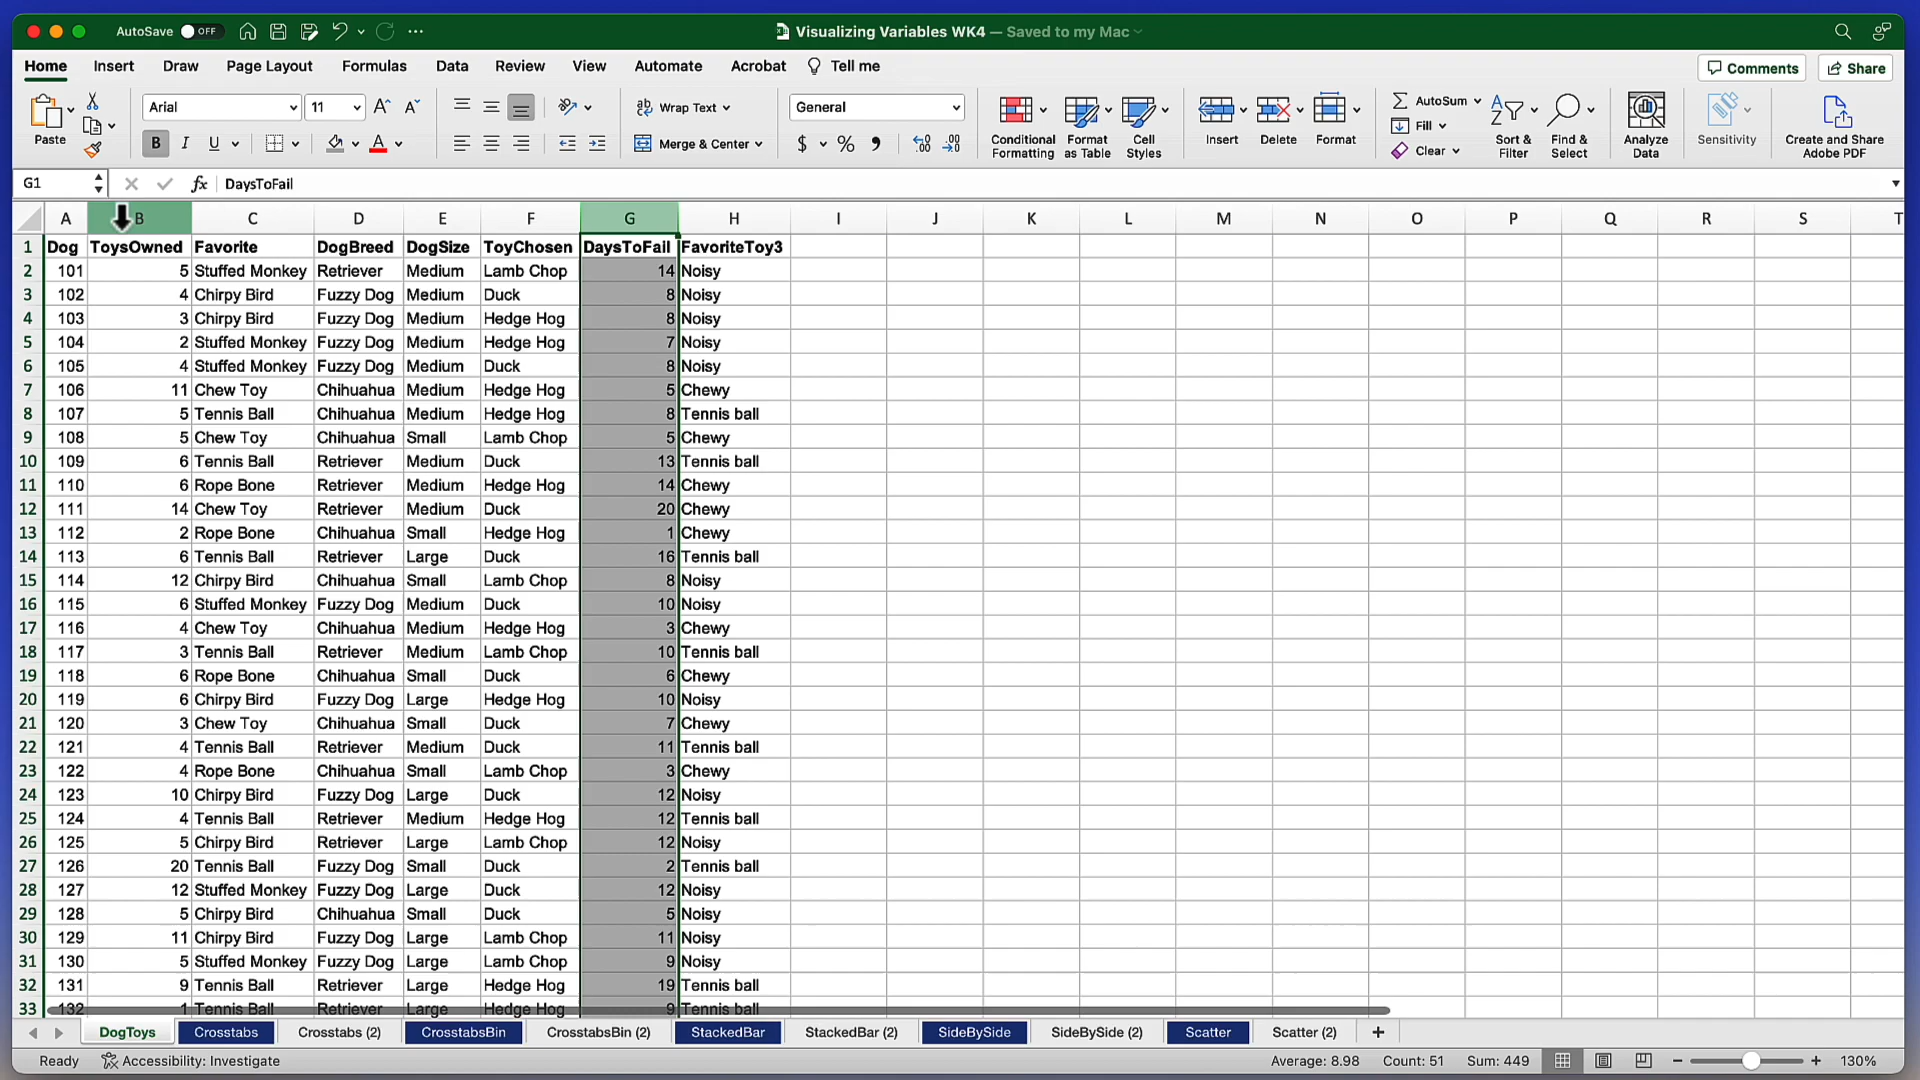 AutoSave OFF Visualizing Variables WK4 — Saved to my Mac
Home Insert Draw Page Layout Formulas Data Review View Automate Acrobat Tell me Comments Share
Paste Arial 11 Wrap Text General Conditional Formatting Format as Table Cell Styles Insert Delete Format AutoSum Fill Clear Sort & Filter Find & Select Analyze Data Sensitivity Create and Share Adobe PDF
B I U A Merge & Center $ %
G1 fx DaysToFail
A B C D E F G H I J K L M N O P Q R S T
1 Dog ToysOwned Favorite DogBreed DogSize ToyChosen DaysToFail FavoriteToy3
2 101 5 Stuffed Monkey Retriever Medium Lamb Chop 14 Noisy
3 102 4 Chirpy Bird Fuzzy Dog Medium Duck 8 Noisy
4 103 3 Chirpy Bird Fuzzy Dog Medium Hedge Hog 8 Noisy
5 104 2 Stuffed Monkey Fuzzy Dog Medium Hedge Hog 7 Noisy
6 105 4 Stuffed Monkey Fuzzy Dog Medium Duck 8 Noisy
7 106 11 Chew Toy Chihuahua Medium Hedge Hog 5 Chewy
8 107 5 Tennis Ball Chihuahua Medium Hedge Hog 8 Tennis ball
9 108 5 Chew Toy Chihuahua Small Lamb Chop 5 Chewy
10 109 6 Tennis Ball Retriever Medium Duck 13 Tennis ball
11 110 6 Rope Bone Retriever Medium Hedge Hog 14 Chewy
12 111 14 Chew Toy Retriever Medium Duck 20 Chewy
13 112 2 Rope Bone Chihuahua Small Hedge Hog 1 Chewy
14 113 6 Tennis Ball Retriever Large Duck 16 Tennis ball
15 114 12 Chirpy Bird Chihuahua Small Lamb Chop 8 Noisy
16 115 6 Stuffed Monkey Fuzzy Dog Medium Duck 10 Noisy
17 116 4 Chew Toy Chihuahua Medium Hedge Hog 3 Chewy
18 117 3 Tennis Ball Retriever Medium Lamb Chop 10 Tennis ball
19 118 6 Rope Bone Chihuahua Small Duck 6 Chewy
20 119 6 Chirpy Bird Fuzzy Dog Large Hedge Hog 10 Noisy
21 120 3 Chew Toy Chihuahua Small Duck 7 Chewy
22 121 4 Tennis Ball Retriever Medium Duck 11 Tennis ball
23 122 4 Rope Bone Chihuahua Small Lamb Chop 3 Chewy
24 123 10 Chirpy Bird Fuzzy Dog Large Duck 12 Noisy
25 124 4 Tennis Ball Retriever Medium Hedge Hog 12 Tennis ball
26 125 5 Chirpy Bird Retriever Large Lamb Chop 12 Noisy
27 126 20 Tennis Ball Fuzzy Dog Small Duck 2 Tennis ball
28 127 12 Stuffed Monkey Fuzzy Dog Large Duck 12 Noisy
29 128 5 Chirpy Bird Chihuahua Small Duck 5 Noisy
30 129 11 Chirpy Bird Fuzzy Dog Large Lamb Chop 11 Noisy
31 130 5 Stuffed Monkey Fuzzy Dog Large Lamb Chop 9 Noisy
32 131 9 Tennis Ball Retriever Large Hedge Hog 19 Tennis ball
33 132 1 Tennis Ball Retriever Large Hedge Hog 9 Tennis ball
DogToys Crosstabs Crosstabs (2) CrosstabsBin CrosstabsBin (2) StackedBar StackedBar (2) SideBySide SideBySide (2) Scatter Scatter (2) +
Ready Accessibility: Investigate Average: 8.98 Count: 51 Sum: 449 130%